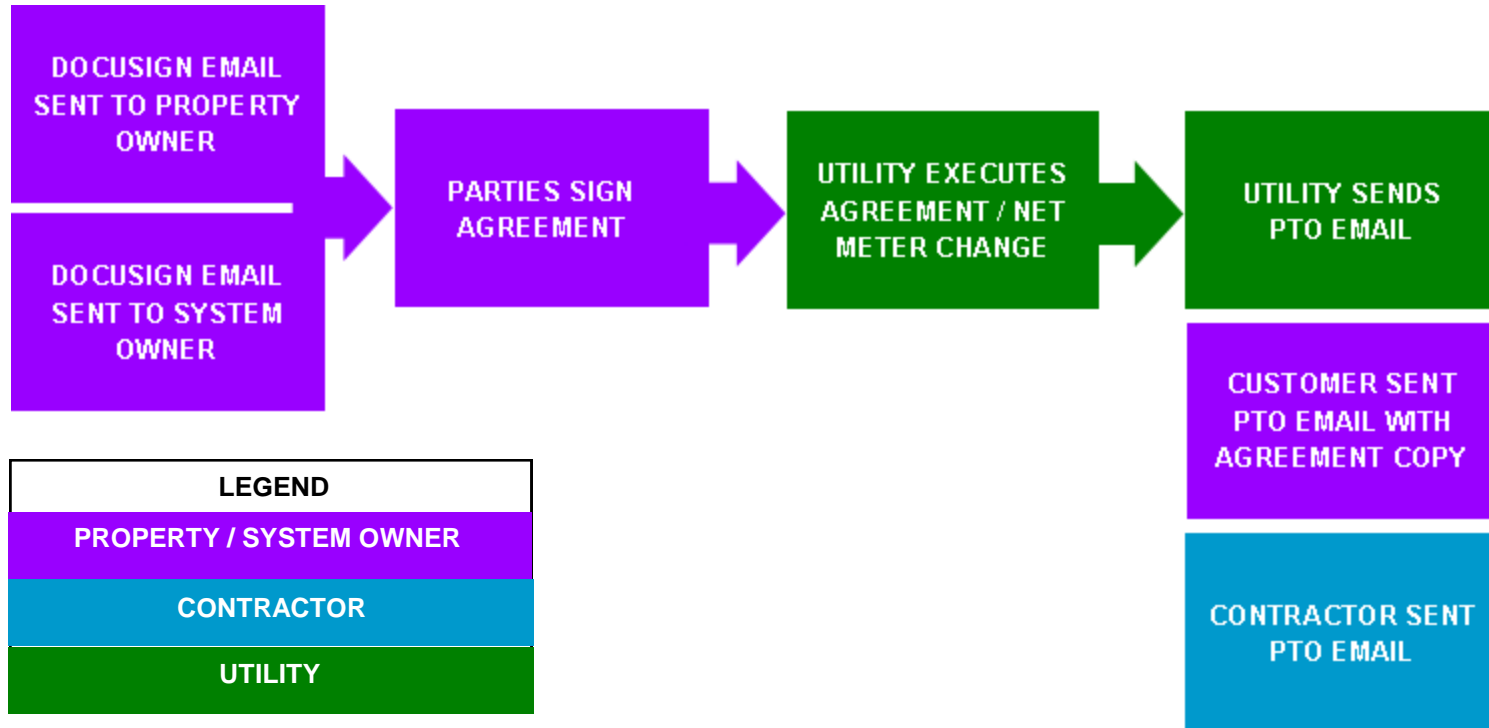 DOCUSIGN EMAIL
SENT TO PROPERTY
OWNER
DOCUSIGN EMAIL
SENT TO SYSTEM
OWNER
PARTIES SIGN
AGREEMENT
UTILITY EXECUTES
AGREEMENT / NET
METER CHANGE
UTILITY SENDS
PTO EMAIL
CUSTOMER SENT
PTO EMAIL WITH
AGREEMENT COPY
CONTRACTOR SENT
PTO EMAIL
LEGEND
PROPERTY / SYSTEM OWNER
CONTRACTOR
UTILITY